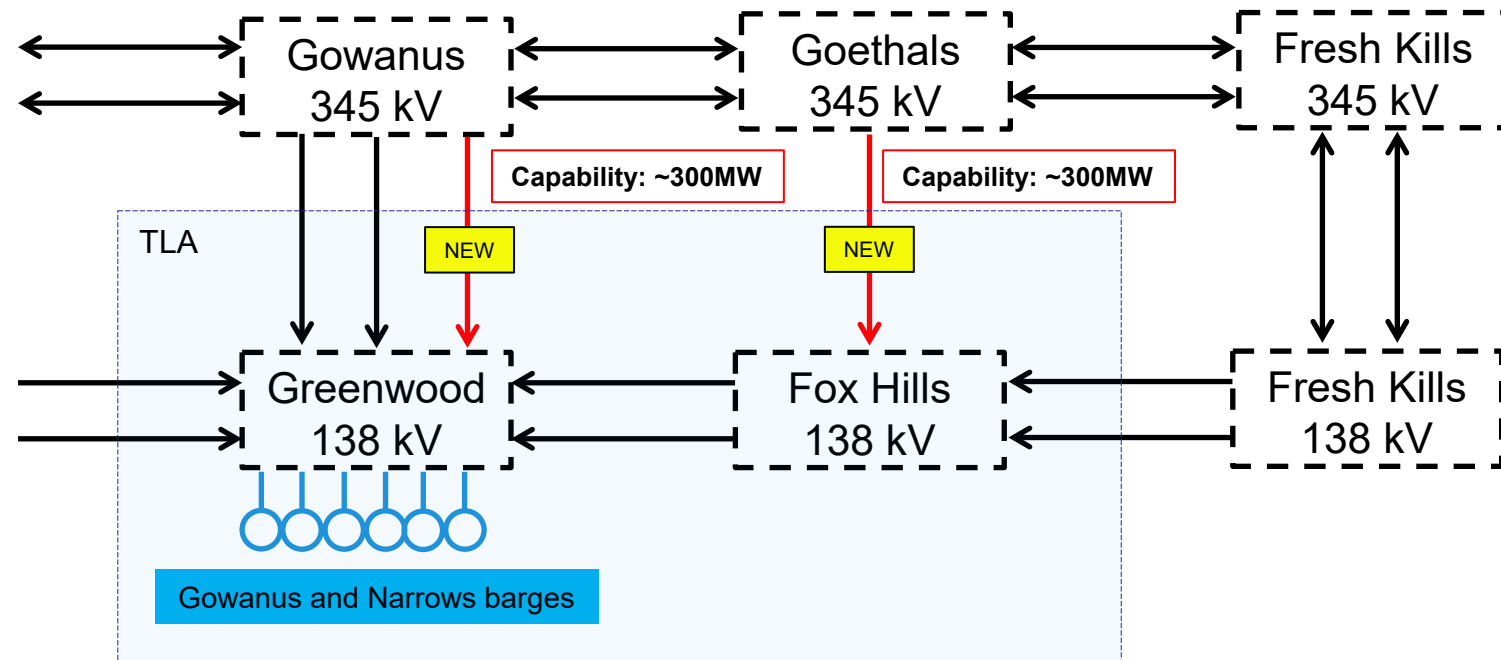 Gowanus
345 kV
Goethals
345 kV
Fresh Kills
345 kV
Capability: ~300MW
Capability: ~300MW
TLA
NEW
NEW
Greenwood
138 kV
Fox Hills
138 kV
Fresh Kills
138 kV
Gowanus and Narrows barges